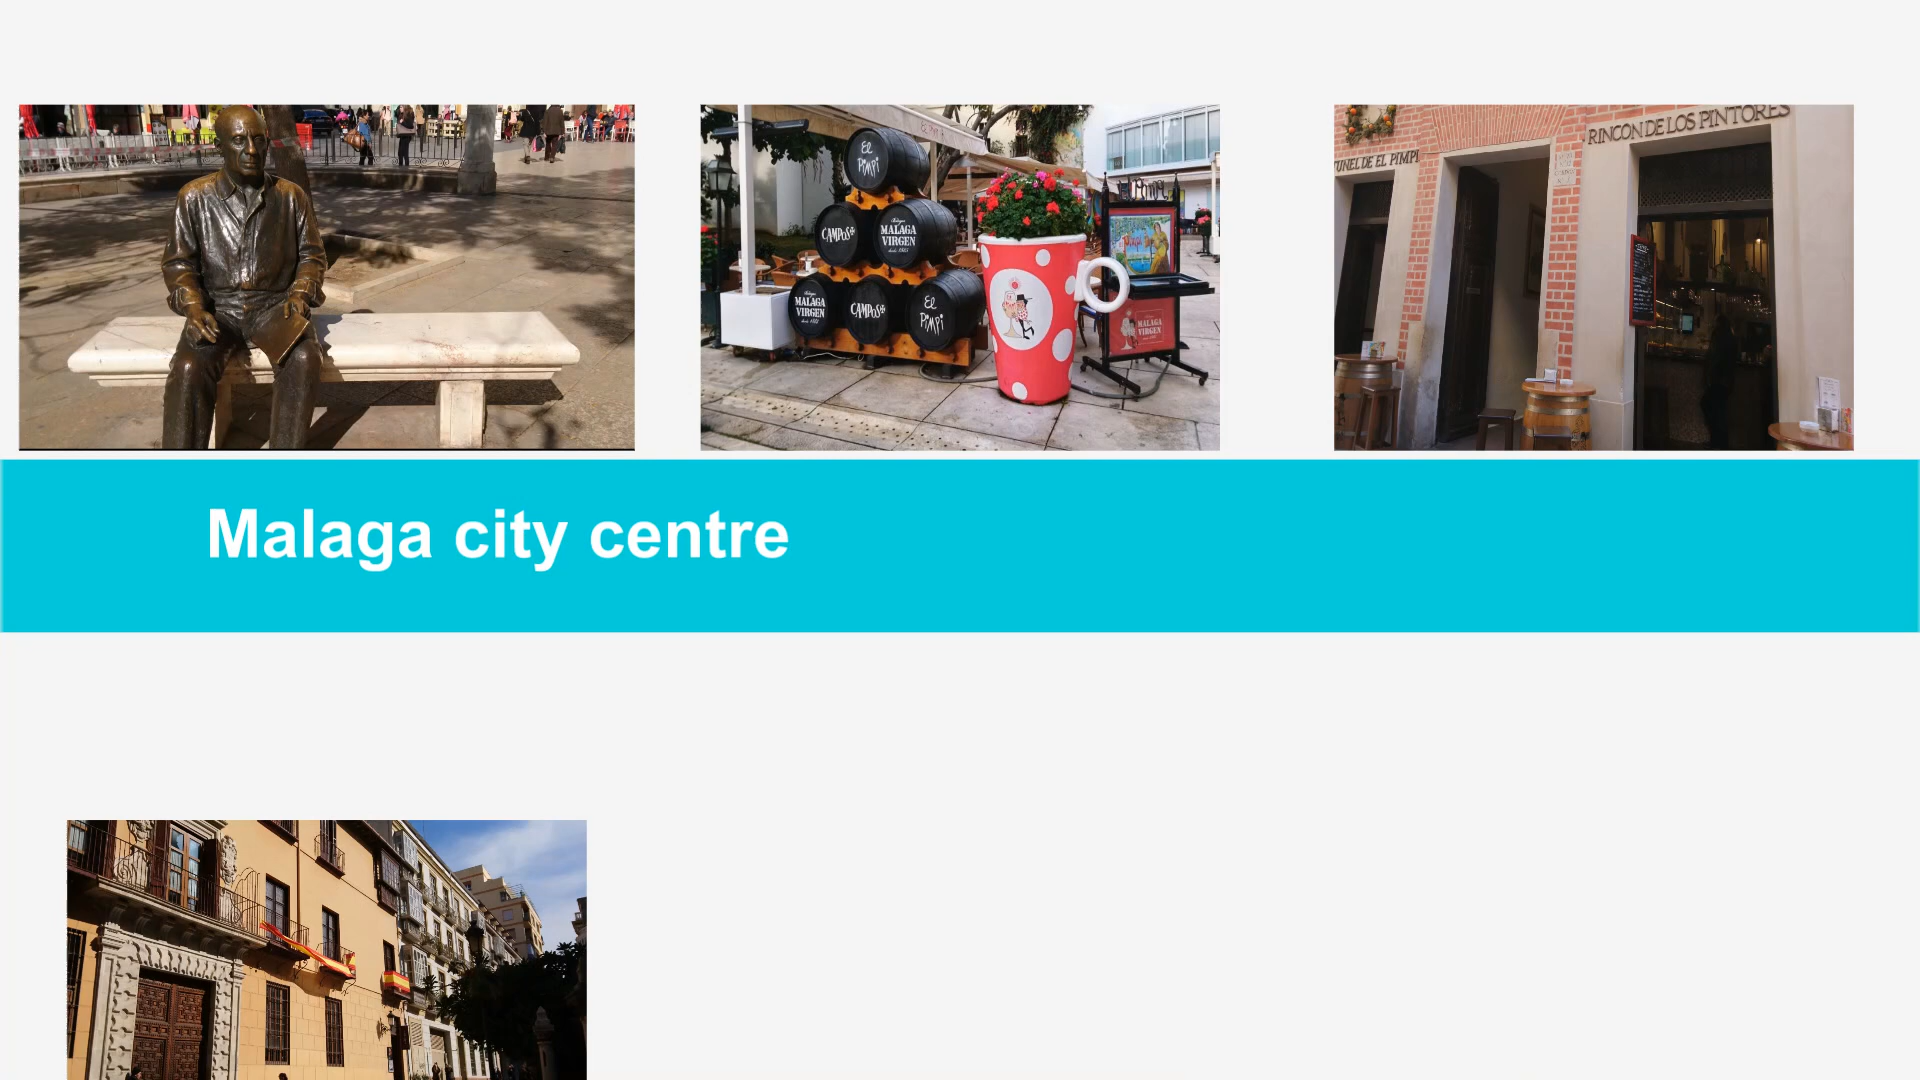 EL
PIMPI
CAMPOS
Malaga
MALAGA
VIRGEN
MALAGA
VIRGEN
CAMPOS
EL
PIMPI
MALAGA
VIRGEN
TUNEL DE EL PIMPI
RINCON DE LOS PINTORES
Malaga city centre